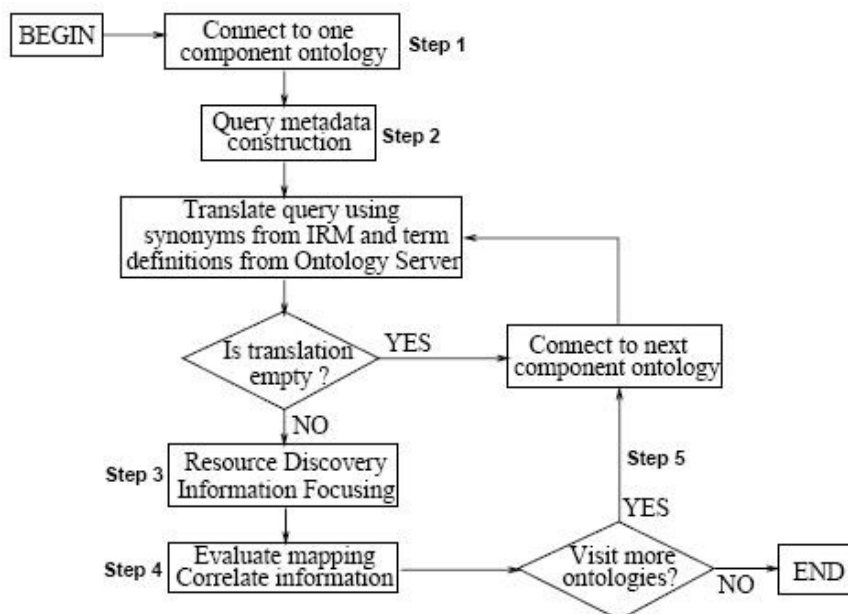 BEGIN
Connect to one
component ontology
Step 1
Query metadata
construction
Step 2
Translate query using
synonyms from IRM and term
definitions from Ontology Server
Is translation
empty ?
YES
Connect to next
component ontology
NO
Step 3
Resource Discovery
Information Focusing
Step 5
YES
Step 4
Evaluate mapping
Correlate information
Visit more
ontologies?
NO
END